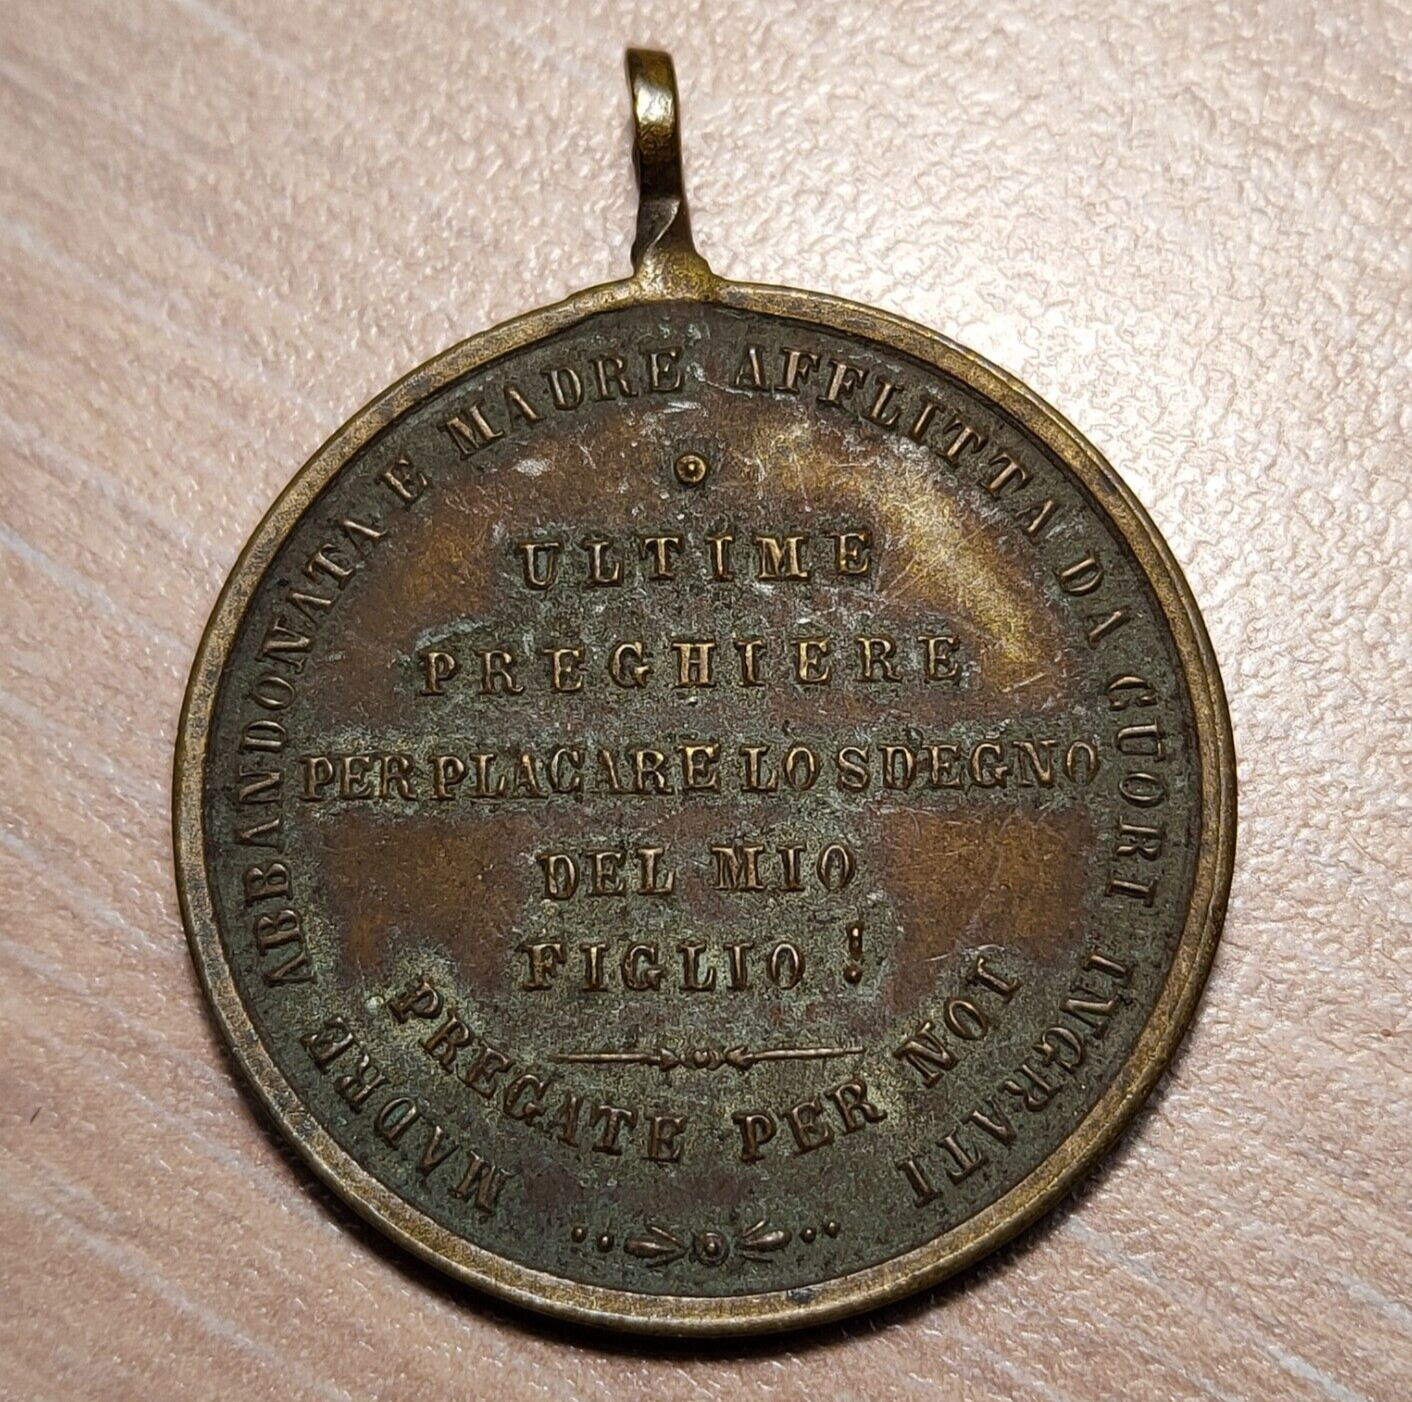 MADRE ABBANDONATA E MADRE AFFLITTA DA CUORI INGRATI
ULTIME
PREGHIERE
PER PLACARE LO SDEGNO
DEL MIO
FIGLIO !
PREGATE PER NOI